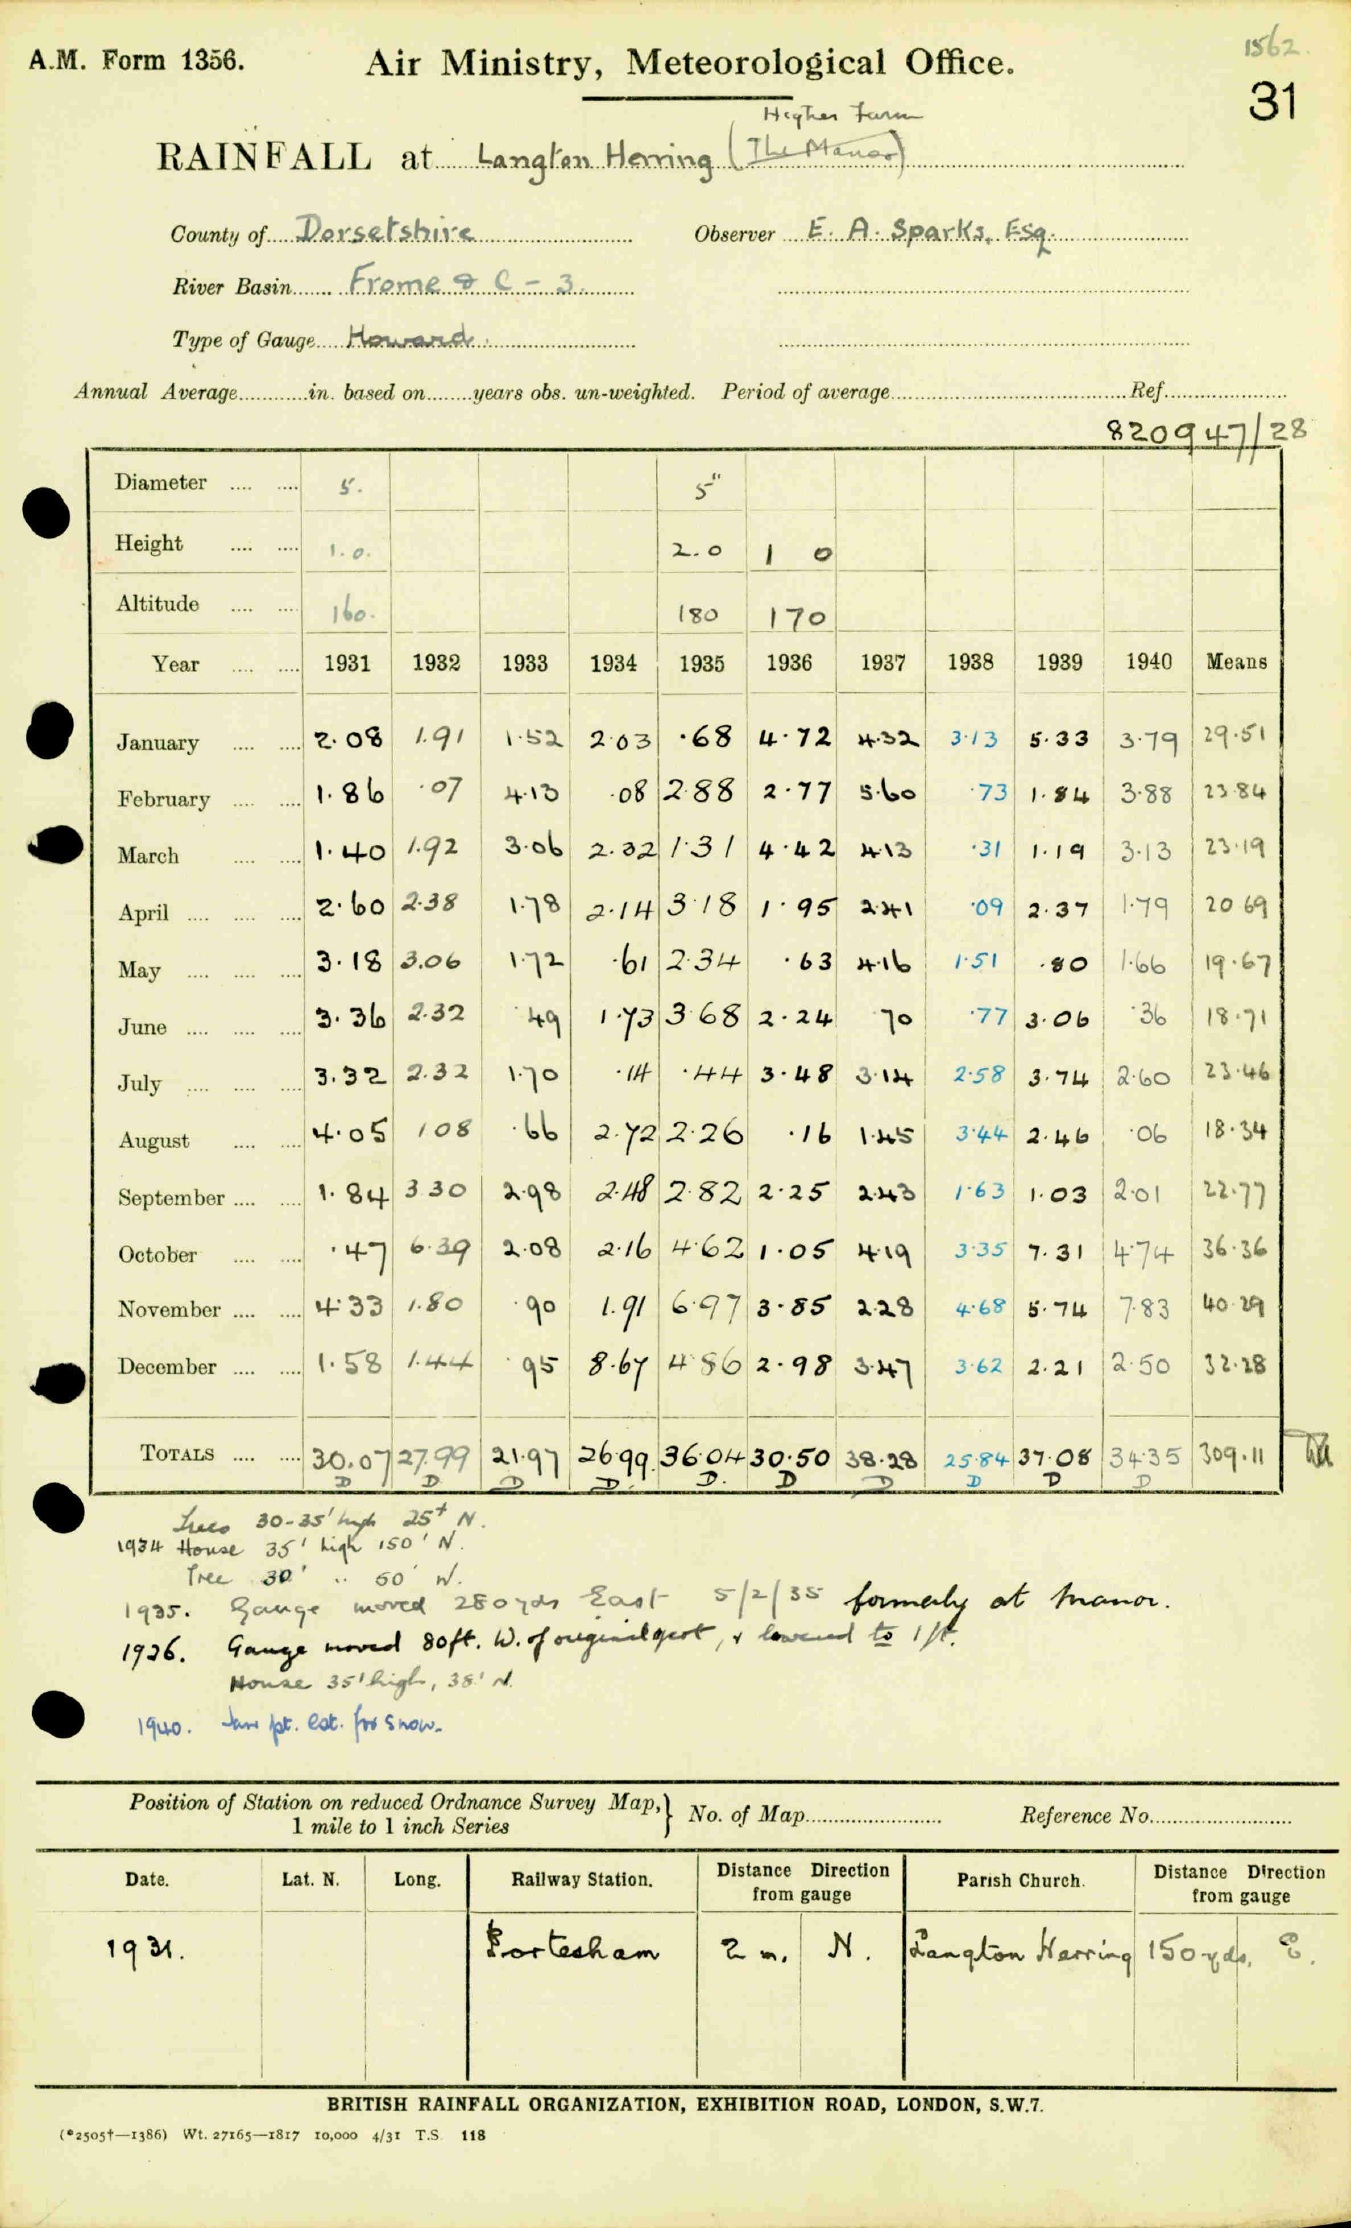 1562.
A.M. Form 1356. Air Ministry, Meteorological Office. 31
Higher Farm
RAINFALL at Langton Herring (The Manor)
County of Dorsetshire Observer E. A. Sparks, Esq.
River Basin Frome & C - 3.
Type of Gauge Howard.
Annual Average............in. based on........years obs. un-weighted. Period of average........................Ref.....................
820947/28
Diameter .... .... 5. 5"
Height .... .... 1.0. 2.0 1 0
Altitude .... .... 160. 180 170
Year .... .... 1931 1932 1933 1934 1935 1936 1937 1938 1939 1940 Means
January .... .... 2.08 1.91 1.52 2.03 .68 4.72 4.32 3.13 5.33 3.79 29.51
February .... .... 1.86 .07 4.13 .08 2.88 2.77 5.60 .73 1.84 3.88 23.84
March .... .... 1.40 1.92 3.06 2.32 1.31 4.42 4.13 .31 1.19 3.13 23.19
April .... .... .... 2.60 2.38 1.78 2.14 3.18 1.95 2.41 .09 2.37 1.79 20 69
May .... .... .... 3.18 3.06 1.72 .61 2.34 .63 4.16 1.51 .80 1.66 19.67
June .... .... .... 3.36 2.32 .49 1.73 3.68 2.24 .70 .77 3.06 .36 18.71
July .... .... .... 3.32 2.32 1.70 .14 .44 3.48 3.14 2.58 3.74 2.60 23.46
August .... .... 4.05 1 08 .66 2.72 2.26 .16 1.45 3.44 2.46 .06 18.34
September .... .... 1.84 3 30 2.98 2.48 2.82 2.25 2.43 1.63 1.03 2.01 22.77
October .... .... .47 6.39 2.08 2.16 4.62 1.05 4.19 3.35 7.31 4.74 36.36
November .... .... 4.33 1.80 .90 1.91 6.97 3.85 2.28 4.68 5.74 7.83 40.29
December .... .... 1.58 1.44 .95 8.67 4.86 2.98 3.47 3.62 2.21 2.50 32.28
TOTALS .... .... 30.07 27.99 21.97 26.99 36.04 30.50 38.28 25.84 37.08 34.35 309.11
D D D D. D. D D D D D
Trees 30-35' high 25+ N.
1934 House 35' high 150' N.
Tree 30' .. 50' W.
1935. Gauge moved 280 yds East 5/2/35 formerly at Manor.
1936. Gauge moved 80ft. W. of original spot, & lowered to 1 ft.
House 35' high, 38' N.
1940. Jan pt. Est. for snow.
Position of Station on reduced Ordnance Survey Map, } No. of Map........................ Reference No.........................
1 mile to 1 inch Series
Date. Lat. N. Long. Railway Station. Distance Direction from gauge Parish Church. Distance Direction from gauge
1931. Portesham 2 m. N. Langton Herring 150 yds. E.
BRITISH RAINFALL ORGANIZATION, EXHIBITION ROAD, LONDON, S.W.7.
(*2505†—1386) Wt. 27165—1817 10,000 4/31 T.S. 118